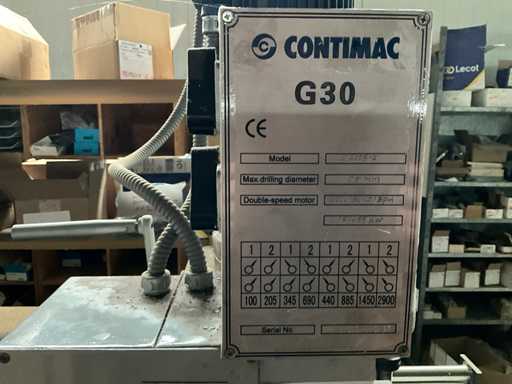 CONTIMAC
G30
CE
Model
Max.drilling diameter
Double-speed motor
1 2 1 2 1 2 1 2
100 205 345 690 440 885 1450 2900
Serial No
Lecot